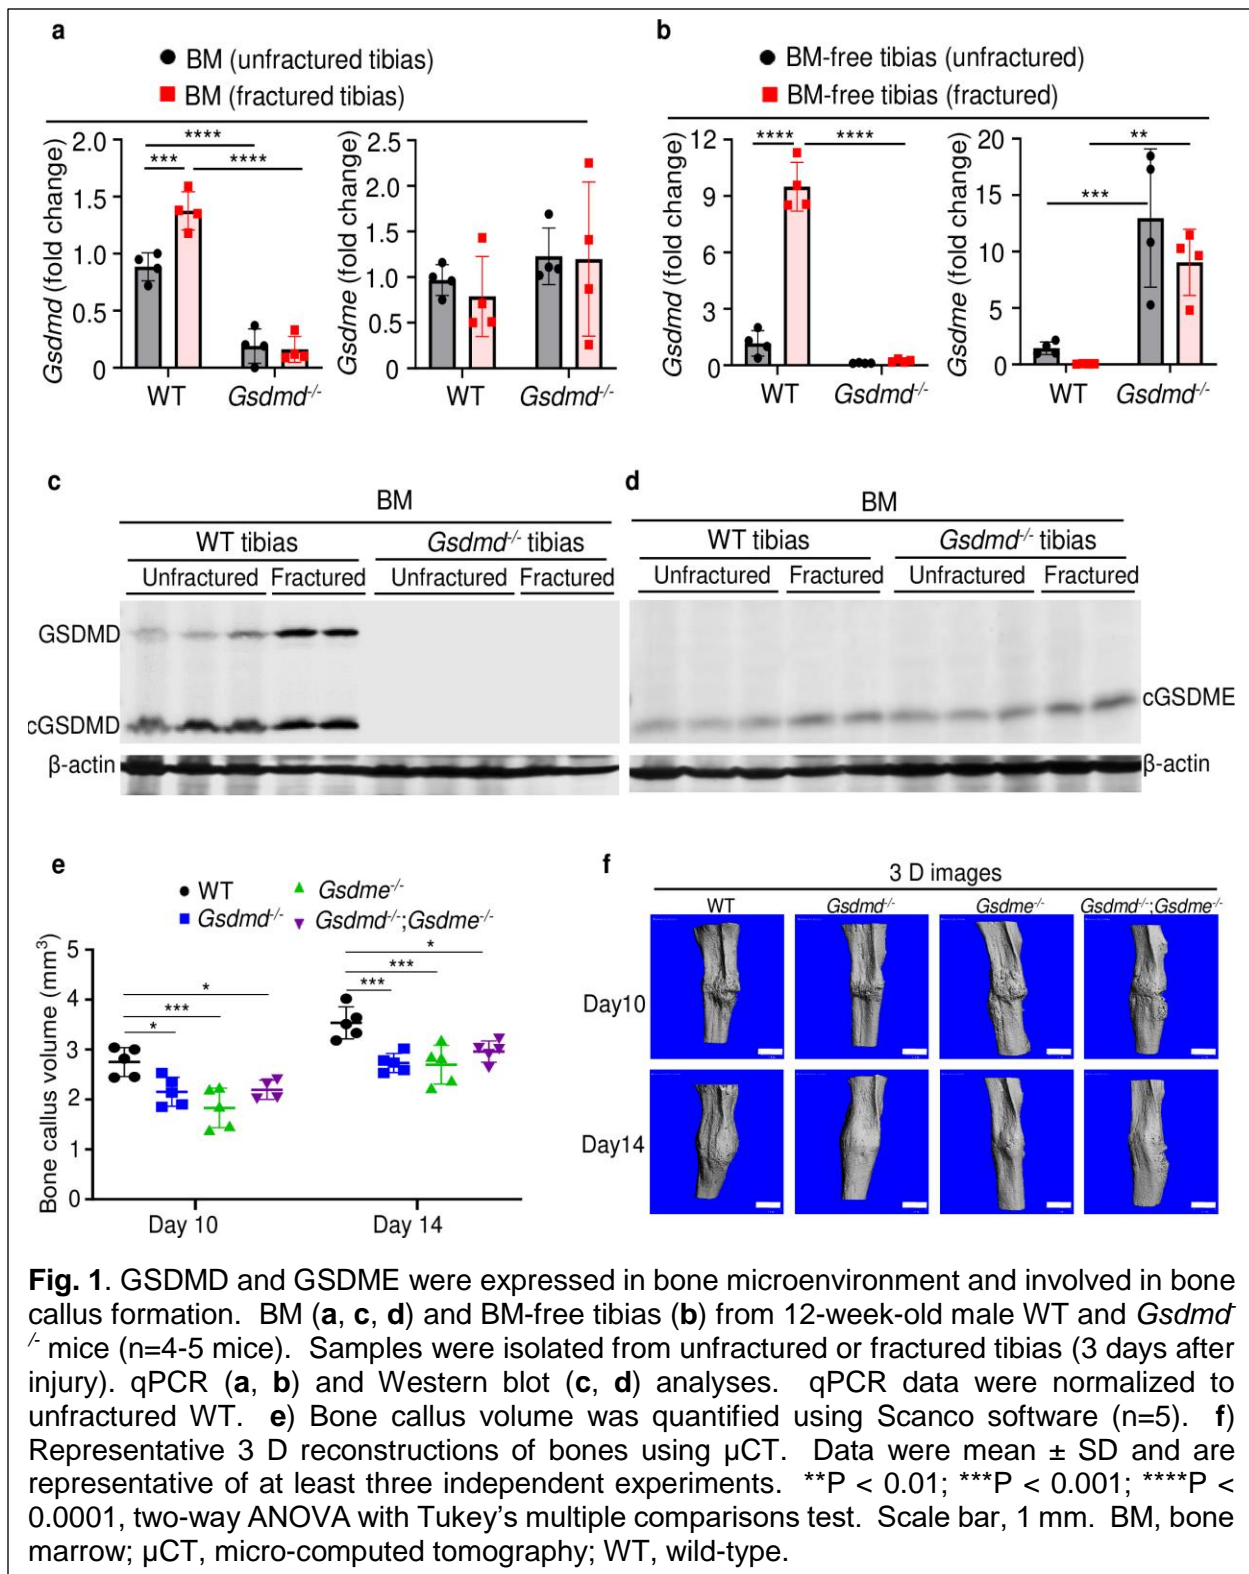 a
BM (unfractured tibias)
BM (fractured tibias)
Gsdmd (fold change)
2.0
1.5
1.0
0.5
0
****
***
****
WT
Gsdmd-/-
Gsdme (fold change)
2.5
2.0
1.5
1.0
0.5
0
WT
Gsdmd-/-
b
BM-free tibias (unfractured)
BM-free tibias (fractured)
Gsdmd (fold change)
12
9
6
3
0
****
****
WT
Gsdmd-/-
Gsdme (fold change)
20
15
10
5
0
**
***
WT
Gsdmd-/-
c
BM
WT tibias
Gsdmd-/- tibias
Unfractured Fractured Unfractured Fractured
GSDMD
cGSDMD
β-actin
d
BM
WT tibias
Gsdmd-/- tibias
Unfractured Fractured Unfractured Fractured
cGSDME
β-actin
e
WT
Gsdme-/-
Gsdmd-/-
Gsdmd-/-;Gsdme-/-
Bone callus volume (mm3)
5
4
3
2
1
0
*
***
*
*
***
***
Day 10
Day 14
f
3 D images
WT
Gsdmd-/-
Gsdme-/-
Gsdmd-/-;Gsdme-/-
Day10
Day14
Fig. 1. GSDMD and GSDME were expressed in bone microenvironment and involved in bone
callus formation. BM (a, c, d) and BM-free tibias (b) from 12-week-old male WT and Gsdmd-
/- mice (n=4-5 mice). Samples were isolated from unfractured or fractured tibias (3 days after
injury). qPCR (a, b) and Western blot (c, d) analyses. qPCR data were normalized to
unfractured WT. e) Bone callus volume was quantified using Scanco software (n=5). f)
Representative 3 D reconstructions of bones using µCT. Data were mean ± SD and are
representative of at least three independent experiments. **P < 0.01; ***P < 0.001; ****P <
0.0001, two-way ANOVA with Tukey's multiple comparisons test. Scale bar, 1 mm. BM, bone
marrow; µCT, micro-computed tomography; WT, wild-type.